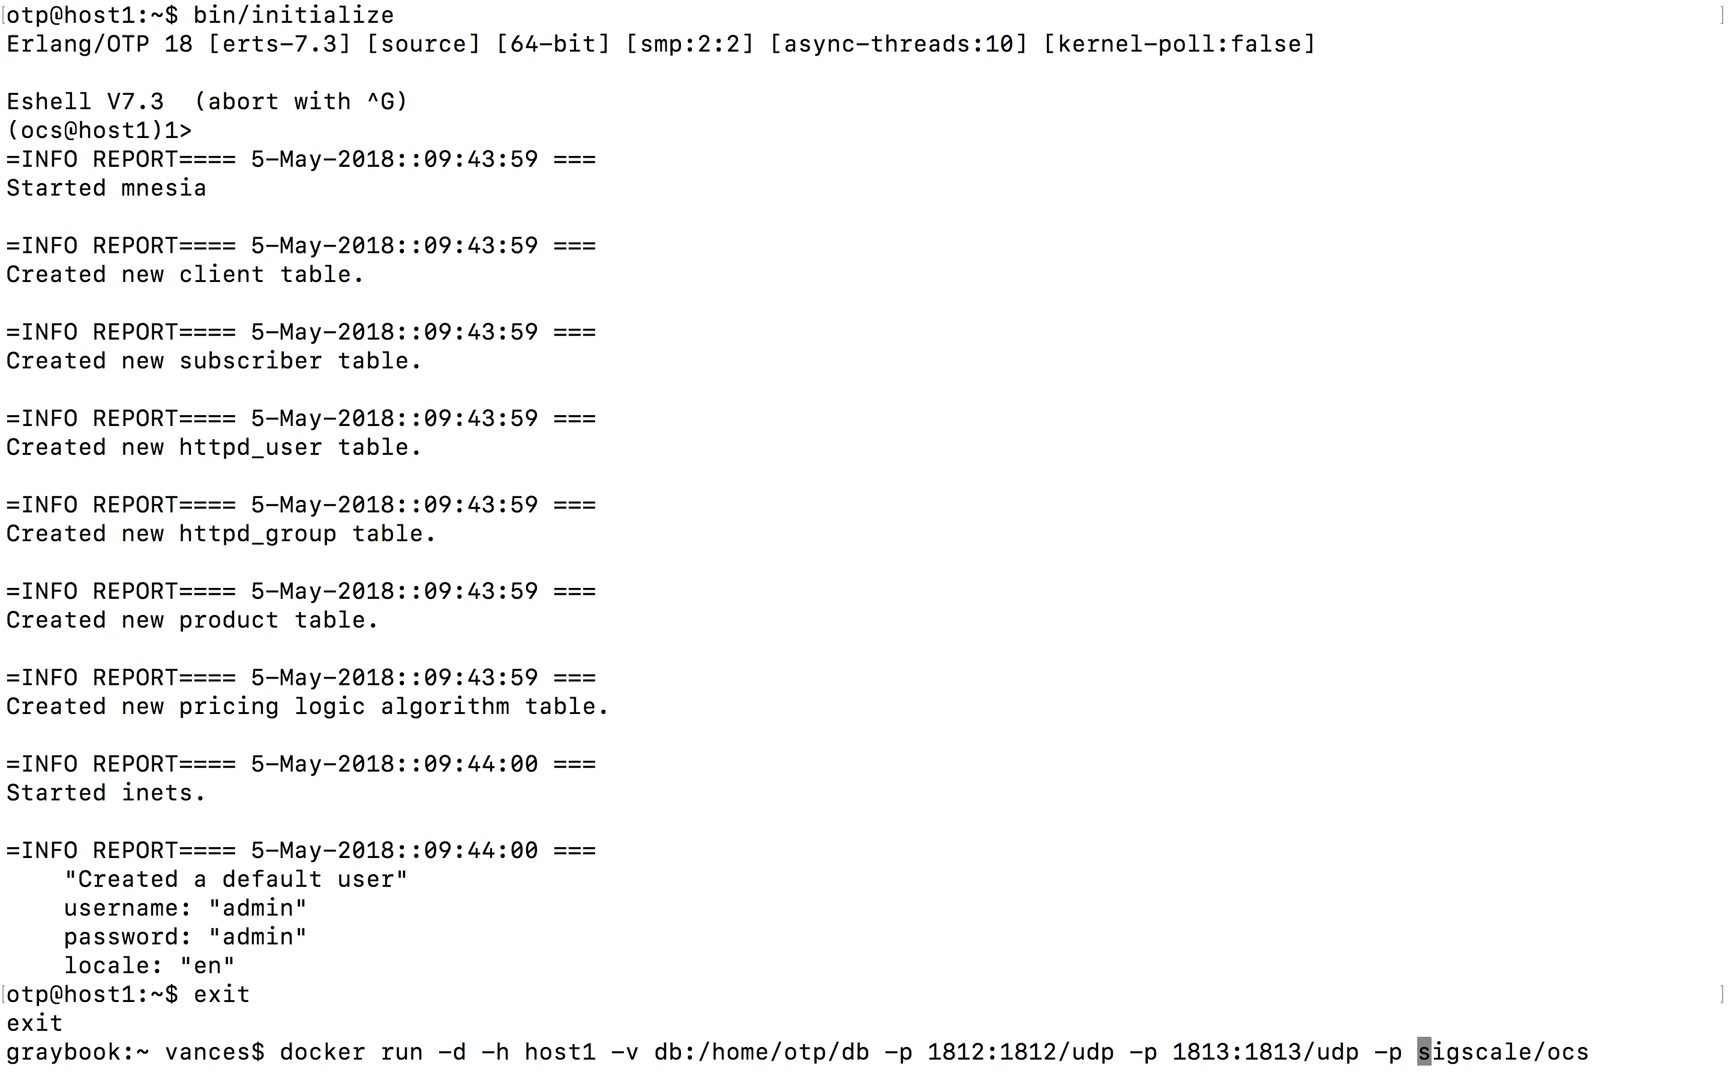 otp@host1:~$ bin/initialize
Erlang/OTP 18 [erts-7.3] [source] [64-bit] [smp:2:2] [async-threads:10] [kernel-poll:false]
Eshell V7.3  (abort with ^G)
(ocs@host1)1>
=INFO REPORT==== 5-May-2018::09:43:59 ===
Started mnesia
=INFO REPORT==== 5-May-2018::09:43:59 ===
Created new client table.
=INFO REPORT==== 5-May-2018::09:43:59 ===
Created new subscriber table.
=INFO REPORT==== 5-May-2018::09:43:59 ===
Created new httpd_user table.
=INFO REPORT==== 5-May-2018::09:43:59 ===
Created new httpd_group table.
=INFO REPORT==== 5-May-2018::09:43:59 ===
Created new product table.
=INFO REPORT==== 5-May-2018::09:43:59 ===
Created new pricing logic algorithm table.
=INFO REPORT==== 5-May-2018::09:44:00 ===
Started inets.
=INFO REPORT==== 5-May-2018::09:44:00 ===
    "Created a default user"
    username: "admin"
    password: "admin"
    locale: "en"
otp@host1:~$ exit
exit
graybook:~ vances$ docker run -d -h host1 -v db:/home/otp/db -p 1812:1812/udp -p 1813:1813/udp -p sigscale/ocs